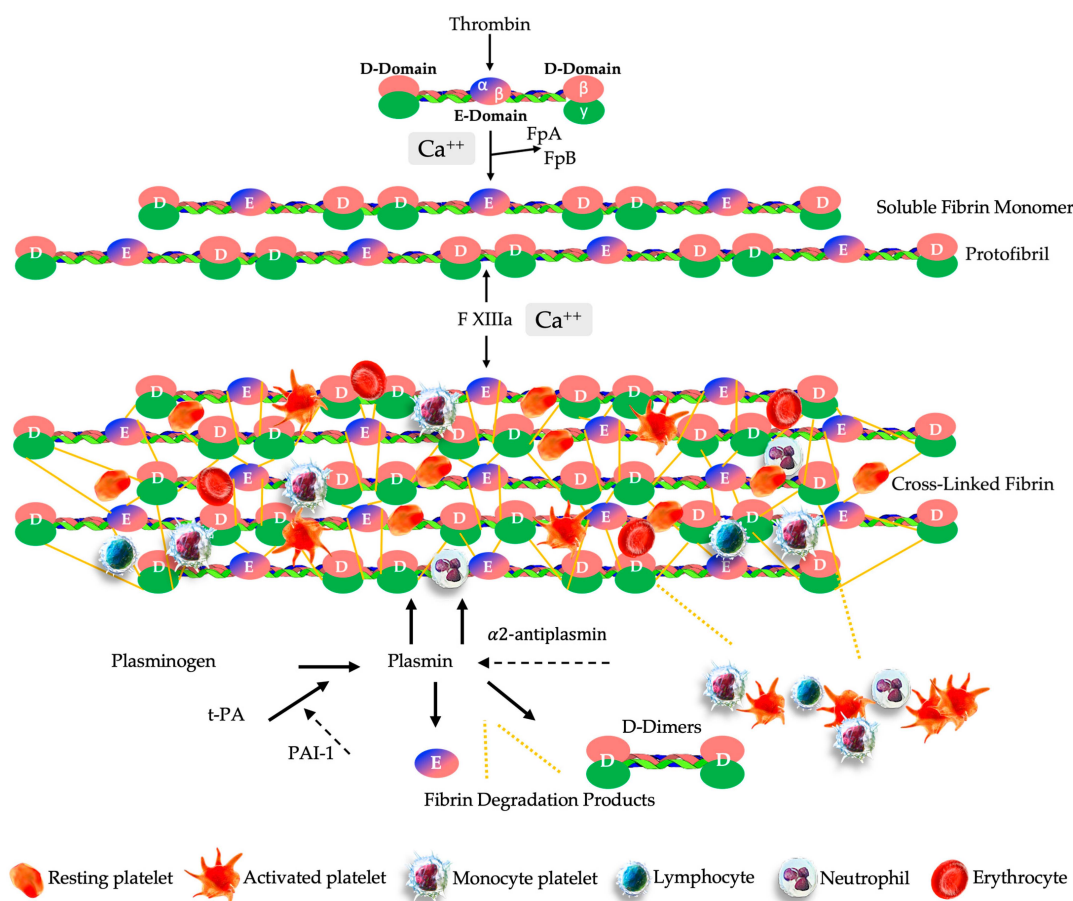 Thrombin
D-Domain
D-Domain
α
β
β
y
E-Domain
Ca++
FpA
FpB
D E D D E D D E D
Soluble Fibrin Monomer
D E D D E D D E D D E D
Protofibril
F XIIIa
Ca++
D E D D E D D E D
D E D D E D D E D D E D
D E D D E D D E D
Cross-Linked Fibrin
D E D D E D D E D D E D
D E D D E D D E D
α2-antiplasmin
Plasminogen
Plasmin
t-PA
PAI-1
D-Dimers
E
D D
Fibrin Degradation Products
Resting platelet
Activated platelet
Monocyte platelet
Lymphocyte
Neutrophil
Erythrocyte